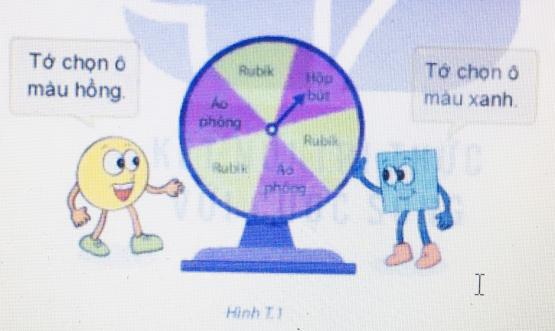 Tớ chọn ô
màu hồng.
Tớ chọn ô
màu xanh.
Rubik
Hộp
bút
Áo
phông
Rubik
Rubik
Áo
phông
Hình T.1